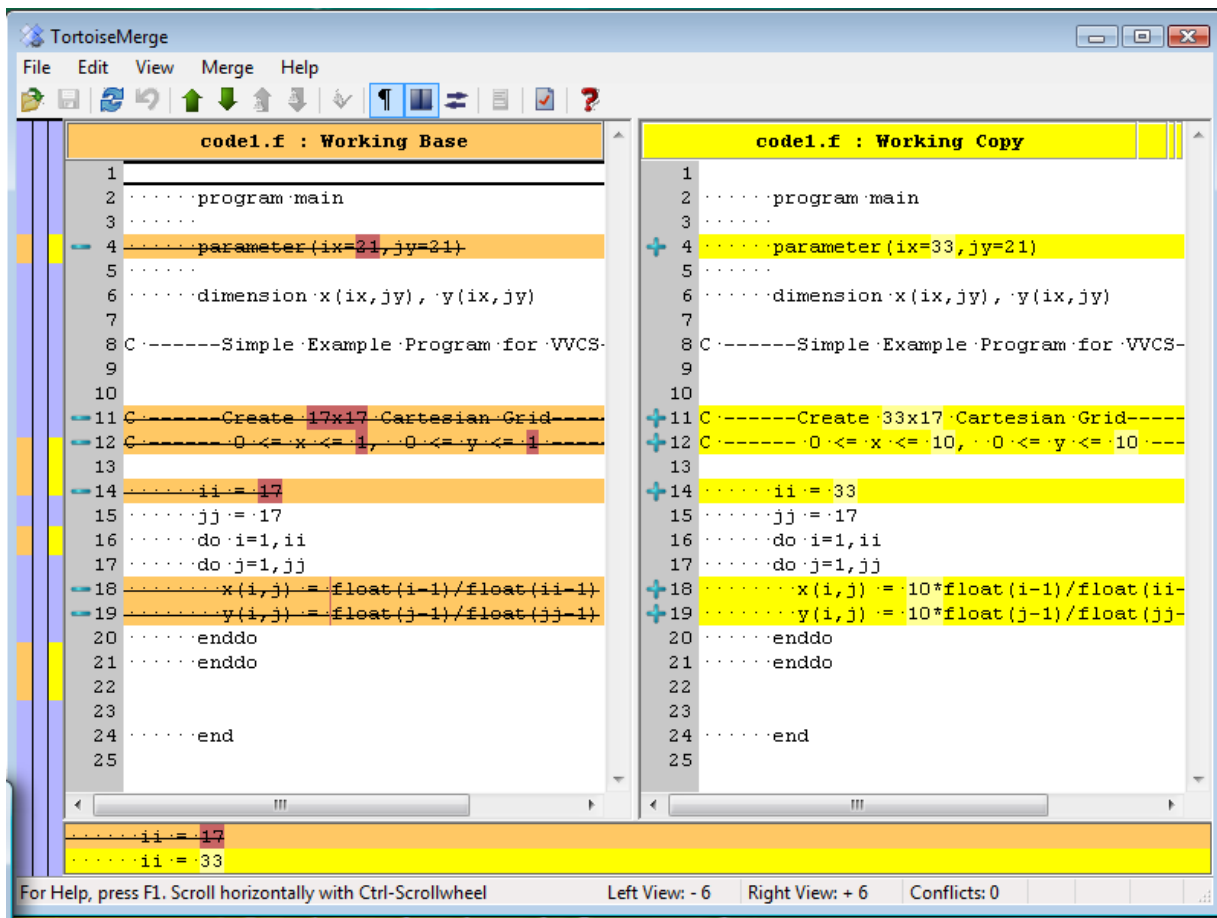 TortoiseMerge
File Edit View Merge Help
code1.f : Working Base
1
2 ······program·main
3 ······
4 ······parameter(ix=21,jy=21)
5 ······
6 ······dimension·x(ix,jy),·y(ix,jy)
7
8 C·------Simple·Example·Program·for·VVCS-
9
10
11 C·------Create·17x17·Cartesian·Grid-----
12 C·------·0·<=·x·<=·1,··0·<=·y·<=·1·-----
13
14 ······ii·=·17
15 ······jj·=·17
16 ······do·i=1,ii
17 ······do·j=1,jj
18 ········x(i,j)·=·float(i-1)/float(ii-1)
19 ········y(i,j)·=·float(j-1)/float(jj-1)
20 ······enddo
21 ······enddo
22
23
24 ······end
25
code1.f : Working Copy
1
2 ······program·main
3 ······
4 ······parameter(ix=33,jy=21)
5 ······
6 ······dimension·x(ix,jy),·y(ix,jy)
7
8 C·------Simple·Example·Program·for·VVCS-
9
10
11 C·------Create·33x17·Cartesian·Grid-----
12 C·------·0·<=·x·<=·10,··0·<=·y·<=·10·---
13
14 ······ii·=·33
15 ······jj·=·17
16 ······do·i=1,ii
17 ······do·j=1,jj
18 ········x(i,j)·=·10*float(i-1)/float(ii-
19 ········y(i,j)·=·10*float(j-1)/float(jj-
20 ······enddo
21 ······enddo
22
23
24 ······end
25
······ii·=·17
······ii·=·33
For Help, press F1. Scroll horizontally with Ctrl-Scrollwheel Left View: - 6 Right View: + 6 Conflicts: 0